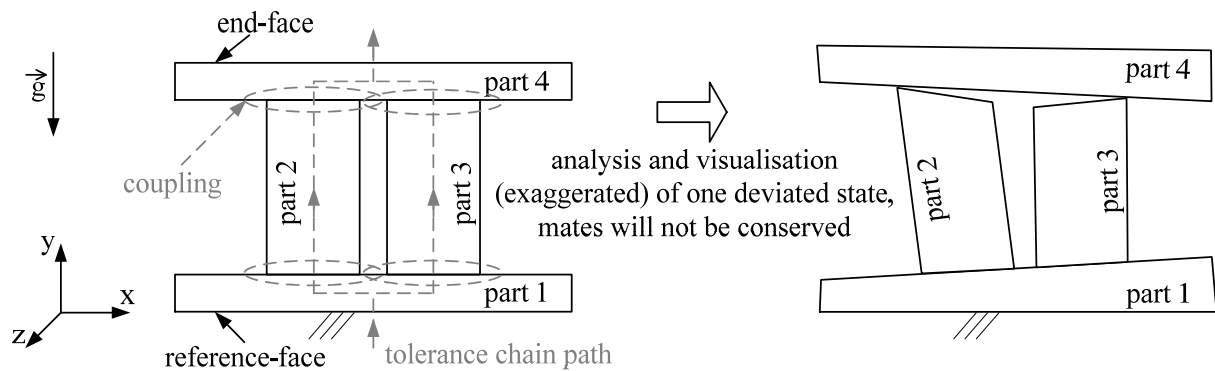 end-face
part 4
g
coupling
part 2
part 3
y
x
z
part 1
reference-face
tolerance chain path
analysis and visualisation
(exaggerated) of one deviated state,
mates will not be conserved
part 4
part 2
part 3
part 1